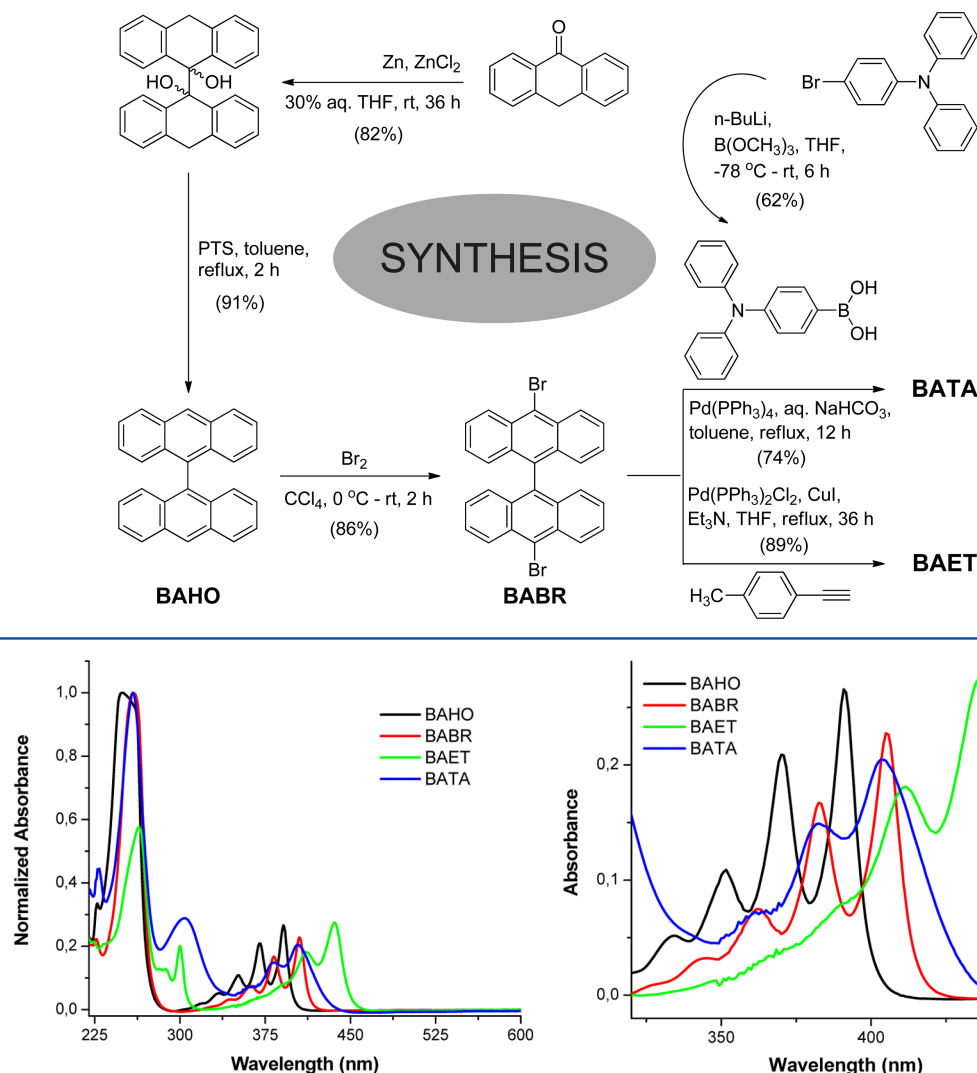 HO
OH
Zn, ZnCl2
30% aq. THF, rt, 36 h
(82%)
O
Br
N
n-BuLi,
B(OCH3)3, THF,
-78 oC - rt, 6 h
(62%)
PTS, toluene,
reflux, 2 h
(91%)
SYNTHESIS
N
B
OH
OH
BATA
Pd(PPh3)4, aq. NaHCO3,
toluene, reflux, 12 h
(74%)
Br
Br2
CCl4, 0 oC - rt, 2 h
(86%)
Br
Pd(PPh3)2Cl2, CuI,
Et3N, THF, reflux, 36 h
(89%)
BAET
H3C
BAHO
BABR
1,0
0,8
0,6
0,4
0,2
0,0
Normalized Absorbance
BAHO
BABR
BAET
BATA
225 300 375 450 525 600
Wavelength (nm)
0,2
0,1
0,0
Absorbance
BAHO
BABR
BAET
BATA
350 400
Wavelength (nm)